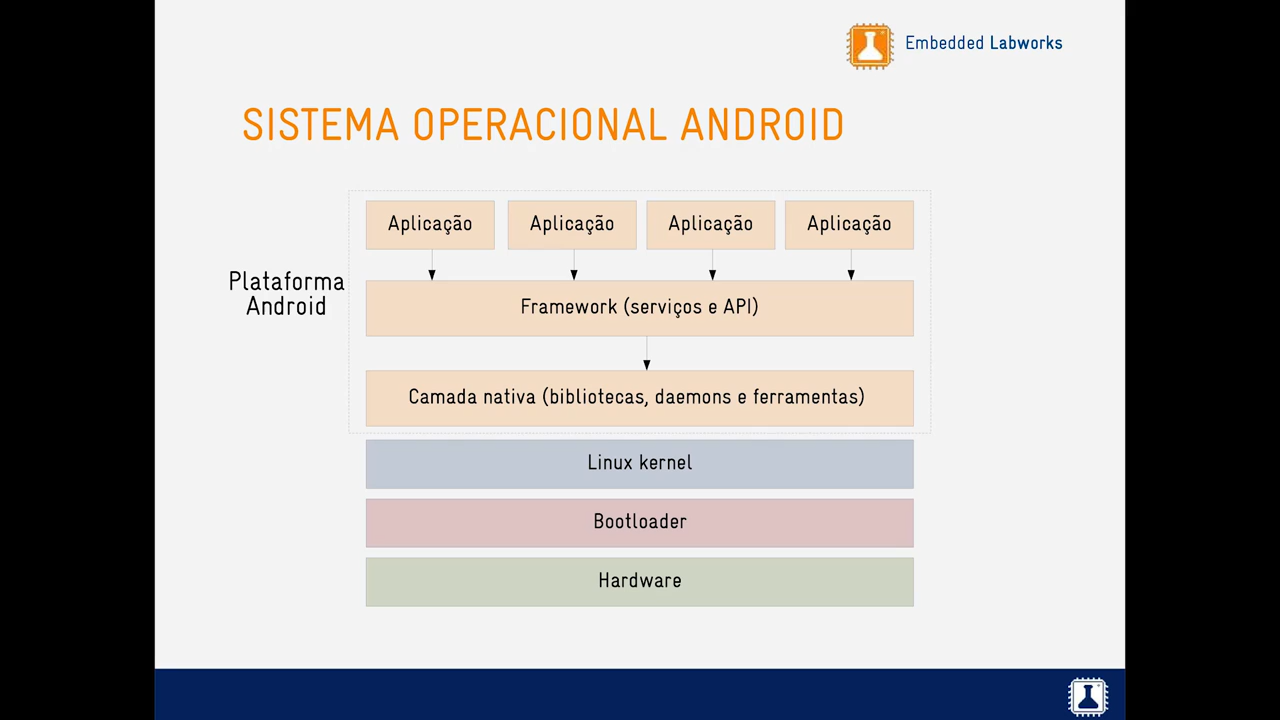 Embedded Labworks
SISTEMA OPERACIONAL ANDROID
Aplicação
Aplicação
Aplicação
Aplicação
Plataforma
Android
Framework (serviços e API)
Camada nativa (bibliotecas, daemons e ferramentas)
Linux kernel
Bootloader
Hardware